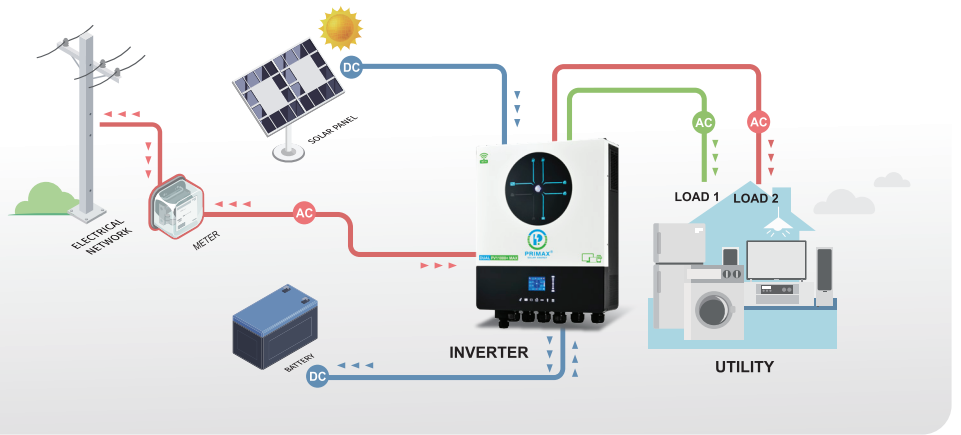 DC
SOLAR PANEL
AC
AC
LOAD 1
LOAD 2
ELECTRICAL
NETWORK
METER
AC
PRIMAX
INVERTER
BATTERY
DC
UTILITY